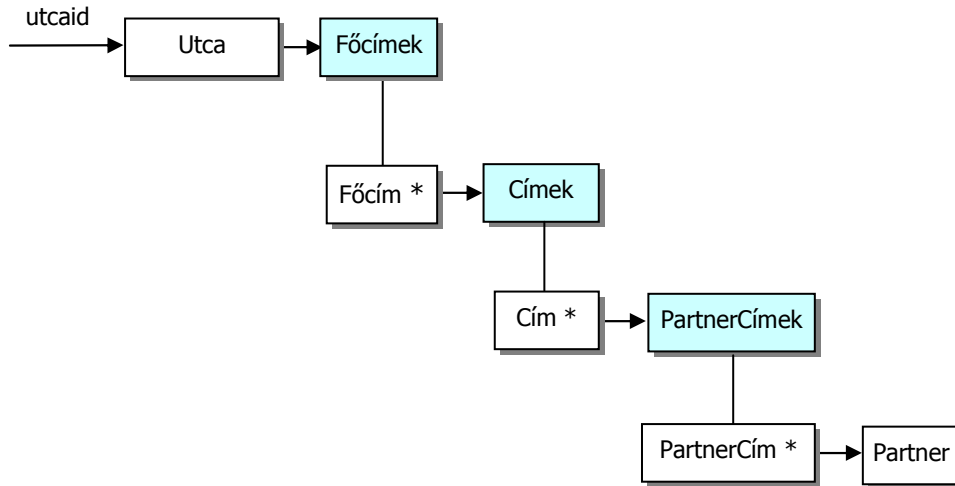 utcaid
Utca
Főcímek
Főcím *
Címek
Cím *
PartnerCímek
PartnerCím *
Partner